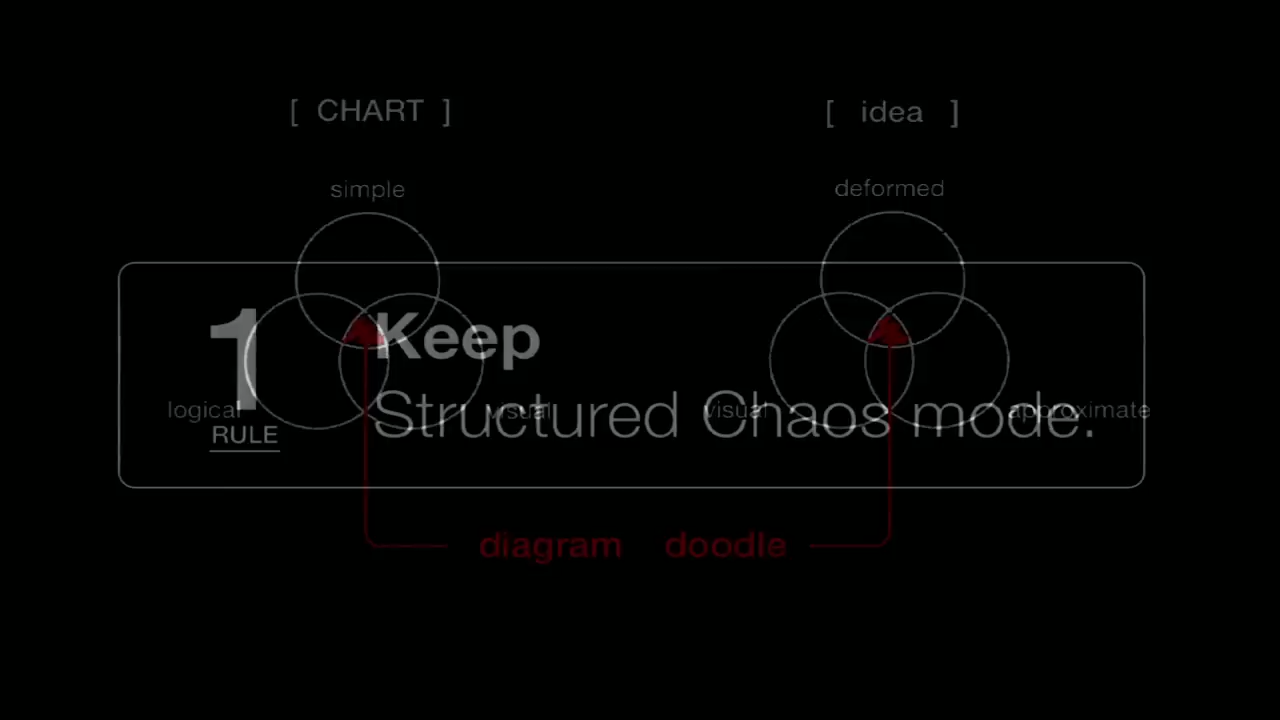 [ CHART ]
[ idea ]
simple
deformed
1
RULE
Keep
Structured Chaos mode.
logical
visual
visual
approximate
diagram
doodle